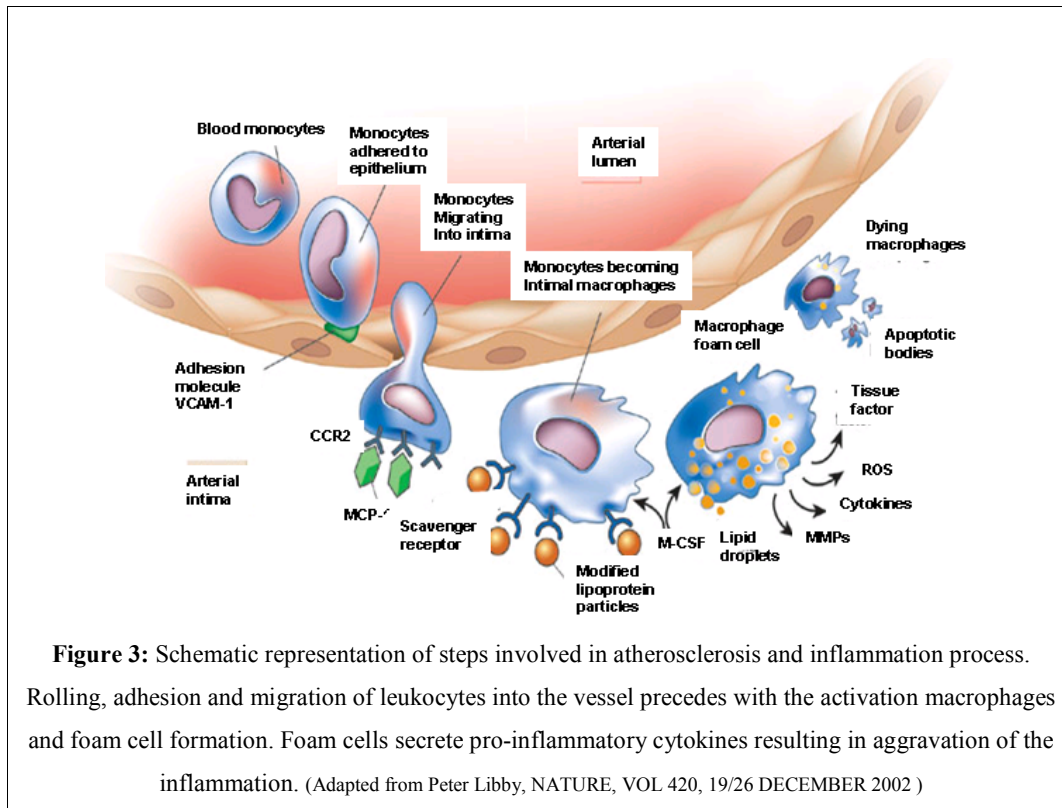 Blood monocytes
Monocytes
adhered to
epithelium
Arterial
lumen
Monocytes
Migrating
Into intima
Dying
macrophages
Monocytes becoming
Intimal macrophages
Macrophage
foam cell
Apoptotic
bodies
Adhesion
molecule
VCAM-1
Tissue
factor
CCR2
ROS
Arterial
intima
Cytokines
MCP-
Scavenger
receptor
M-CSF
Lipid
droplets
MMPs
Modified
lipoprotein
particles
Figure 3: Schematic representation of steps involved in atherosclerosis and inflammation process.
Rolling, adhesion and migration of leukocytes into the vessel precedes with the activation macrophages
and foam cell formation. Foam cells secrete pro-inflammatory cytokines resulting in aggravation of the
inflammation. (Adapted from Peter Libby, NATURE, VOL 420, 19/26 DECEMBER 2002 )